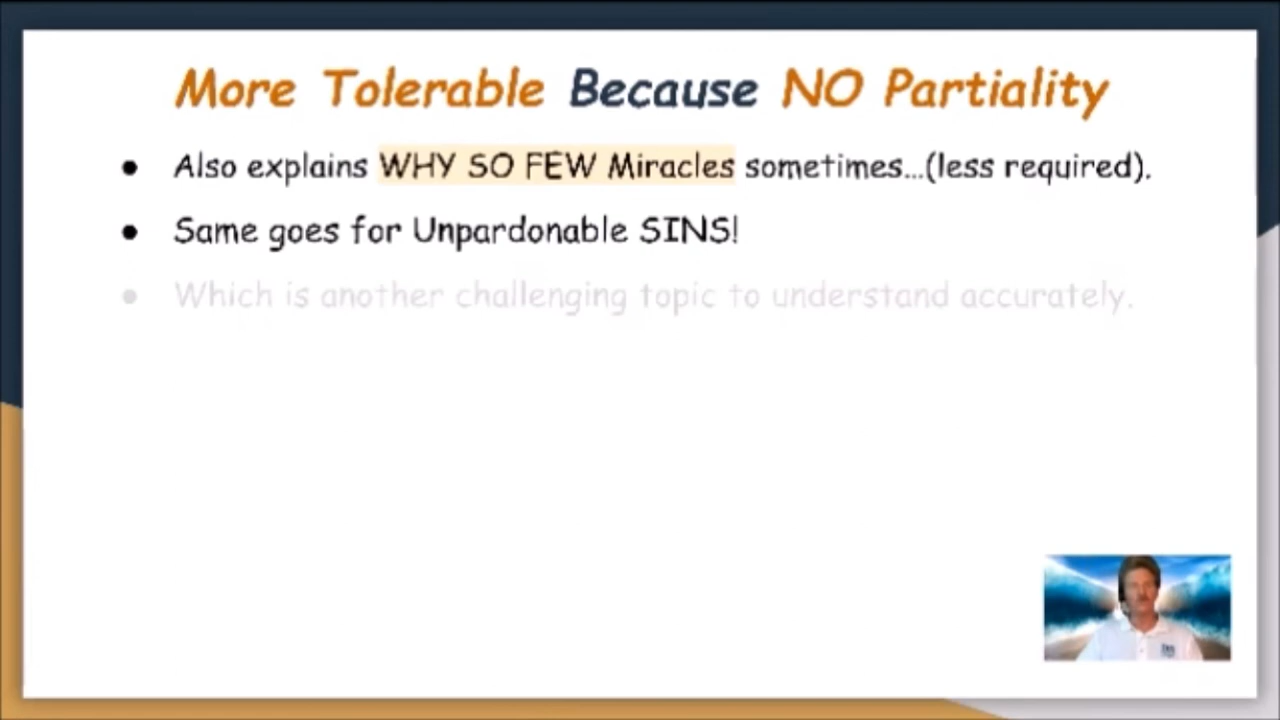 More Tolerable Because NO Partiality
● Also explains WHY SO FEW Miracles sometimes...(less required).
● Same goes for Unpardonable SINS!
● Which is another challenging topic to understand accurately.